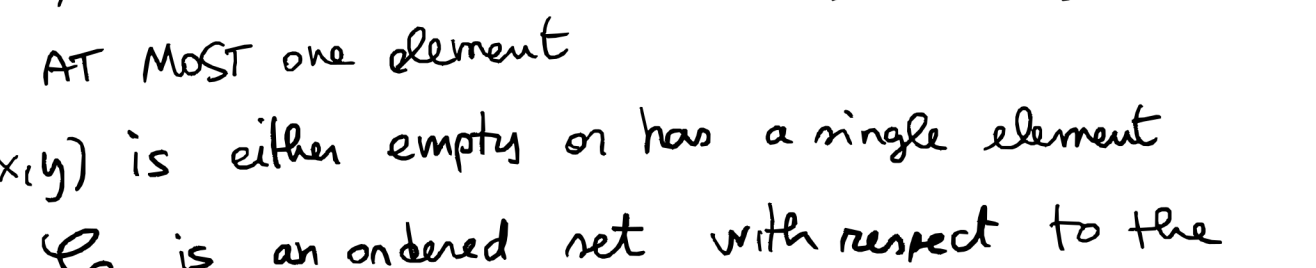 AT MOST one element
x,y) is either empty or has a single element
is an ordered set with respect to the